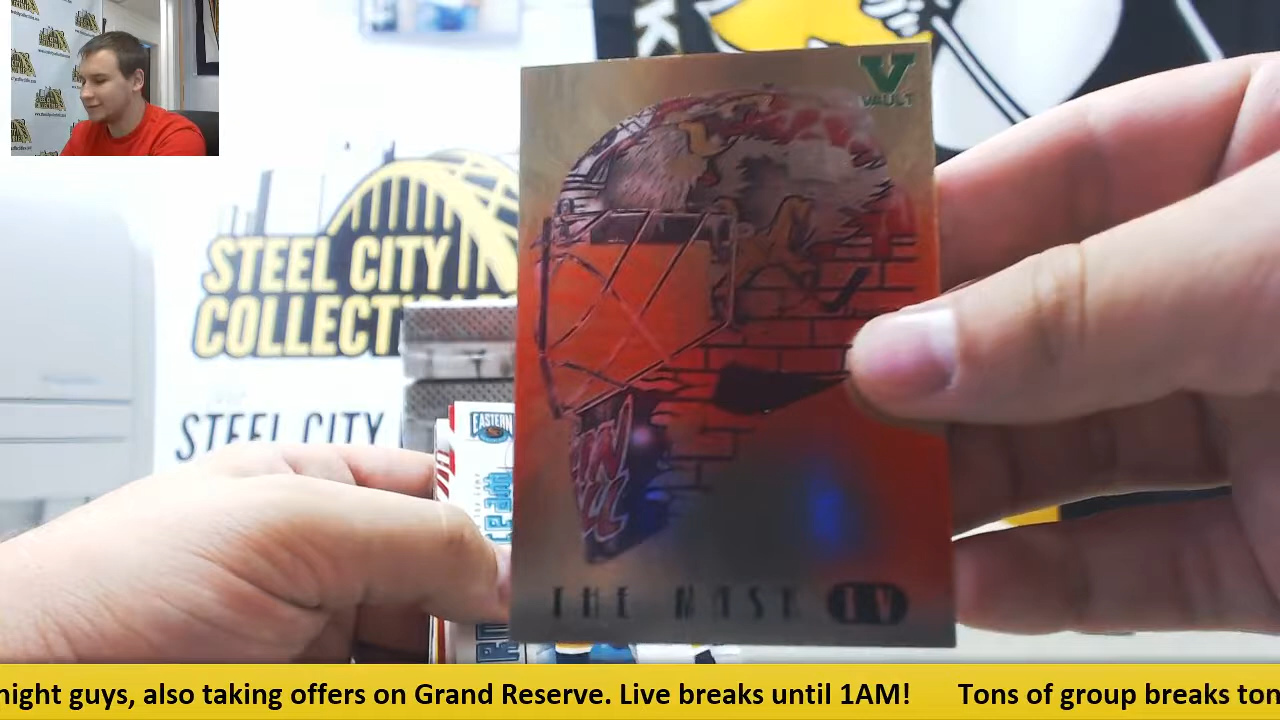 V
VAULT
STEEL CITY
COLLECT
STEEL CITY
EASTERN
THE MASK IV
night guys, also taking offers on Grand Reserve. Live breaks until 1AM! Tons of group breaks ton